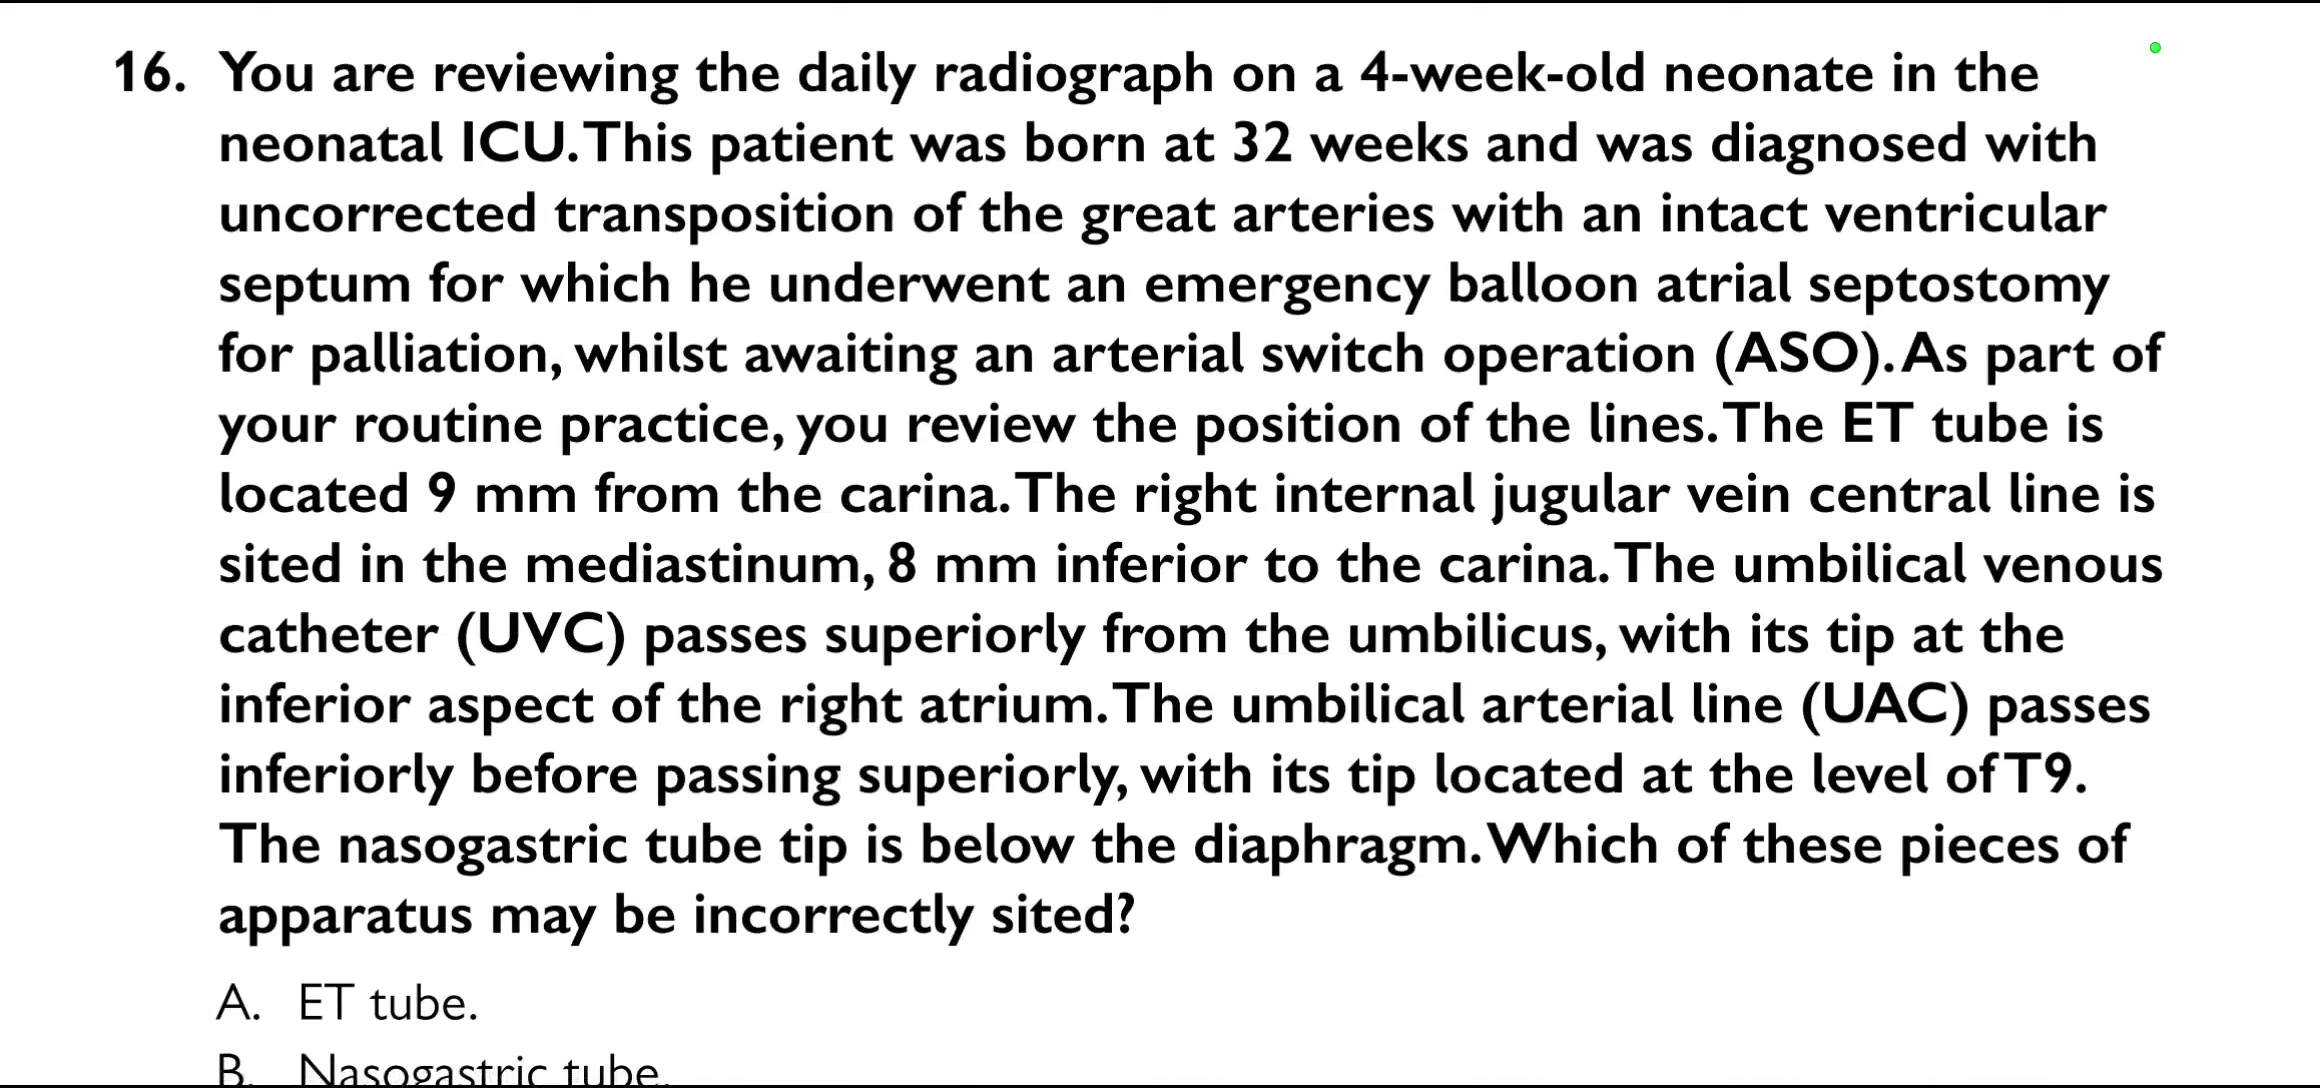 16. You are reviewing the daily radiograph on a 4-week-old neonate in the
neonatal ICU. This patient was born at 32 weeks and was diagnosed with
uncorrected transposition of the great arteries with an intact ventricular
septum for which he underwent an emergency balloon atrial septostomy
for palliation, whilst awaiting an arterial switch operation (ASO). As part of
your routine practice, you review the position of the lines. The ET tube is
located 9 mm from the carina. The right internal jugular vein central line is
sited in the mediastinum, 8 mm inferior to the carina. The umbilical venous
catheter (UVC) passes superiorly from the umbilicus, with its tip at the
inferior aspect of the right atrium. The umbilical arterial line (UAC) passes
inferiorly before passing superiorly, with its tip located at the level of T9.
The nasogastric tube tip is below the diaphragm. Which of these pieces of
apparatus may be incorrectly sited?
A. ET tube.
B. Nasogastric tube.